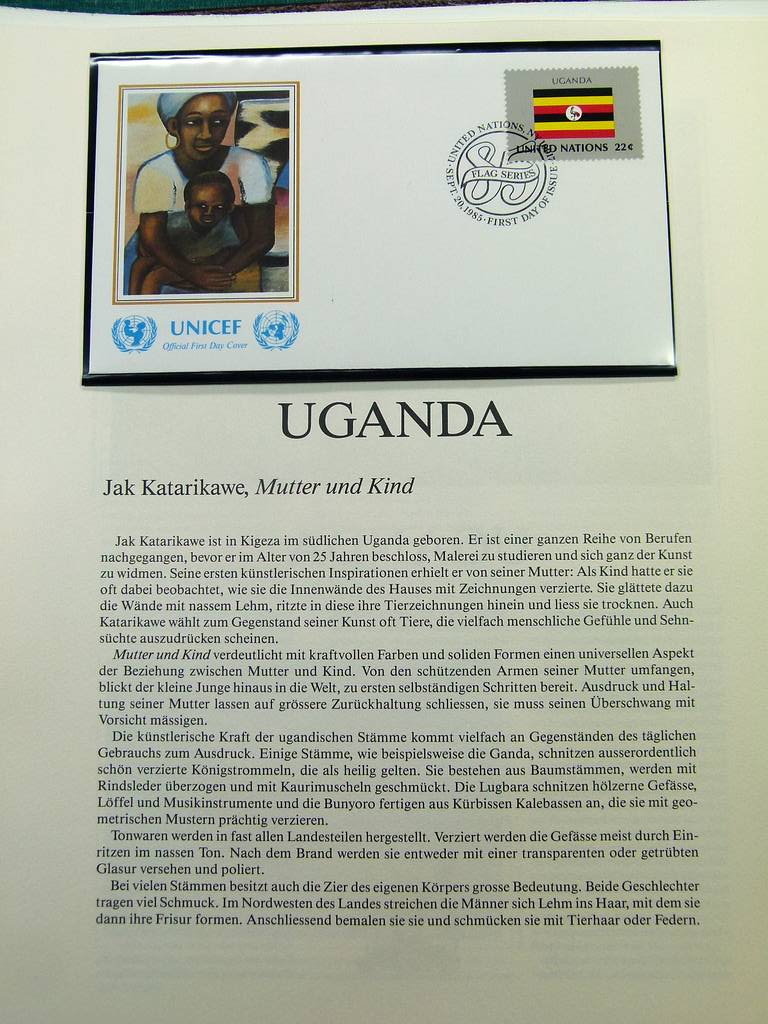 UGANDA
UNITED NATIONS 22¢
UNITED NATIONS, N
SEPT. 20, 1985 · FIRST DAY OF ISSUE ·
85
FLAG SERIES
UNICEF
Official First Day Cover
UGANDA
Jak Katarikawe, Mutter und Kind
Jak Katarikawe ist in Kigeza im südlichen Uganda geboren. Er ist einer ganzen Reihe von Berufen
nachgegangen, bevor er im Alter von 25 Jahren beschloss, Malerei zu studieren und sich ganz der Kunst
zu widmen. Seine ersten künstlerischen Inspirationen erhielt er von seiner Mutter: Als Kind hatte er sie
oft dabei beobachtet, wie sie die Innenwände des Hauses mit Zeichnungen verzierte. Sie glättete dazu
die Wände mit nassem Lehm, ritzte in diese ihre Tierzeichnungen hinein und liess sie trocknen. Auch
Katarikawe wählt zum Gegenstand seiner Kunst oft Tiere, die vielfach menschliche Gefühle und Sehn-
süchte auszudrücken scheinen.
Mutter und Kind verdeutlicht mit kraftvollen Farben und soliden Formen einen universellen Aspekt
der Beziehung zwischen Mutter und Kind. Von den schützenden Armen seiner Mutter umfangen,
blickt der kleine Junge hinaus in die Welt, zu ersten selbständigen Schritten bereit. Ausdruck und Hal-
tung seiner Mutter lassen auf grössere Zurückhaltung schliessen, sie muss seinen Überschwang mit
Vorsicht mässigen.
Die künstlerische Kraft der ugandischen Stämme kommt vielfach an Gegenständen des täglichen
Gebrauchs zum Ausdruck. Einige Stämme, wie beispielsweise die Ganda, schnitzen ausserordentlich
schön verzierte Königstrommeln, die als heilig gelten. Sie bestehen aus Baumstämmen, werden mit
Rindsleder überzogen und mit Kaurimuscheln geschmückt. Die Lugbara schnitzen hölzerne Gefässe,
Löffel und Musikinstrumente und die Bunyoro fertigen aus Kürbissen Kalebassen an, die sie mit geo-
metrischen Mustern prächtig verzieren.
Tonwaren werden in fast allen Landesteilen hergestellt. Verziert werden die Gefässe meist durch Ein-
ritzen im nassen Ton. Nach dem Brand werden sie entweder mit einer transparenten oder getrübten
Glasur versehen und poliert.
Bei vielen Stämmen besitzt auch die Zier des eigenen Körpers grosse Bedeutung. Beide Geschlechter
tragen viel Schmuck. Im Nordwesten des Landes streichen die Männer sich Lehm ins Haar, mit dem sie
dann ihre Frisur formen. Anschliessend bemalen sie sie und schmücken sie mit Tierhaar oder Federn.